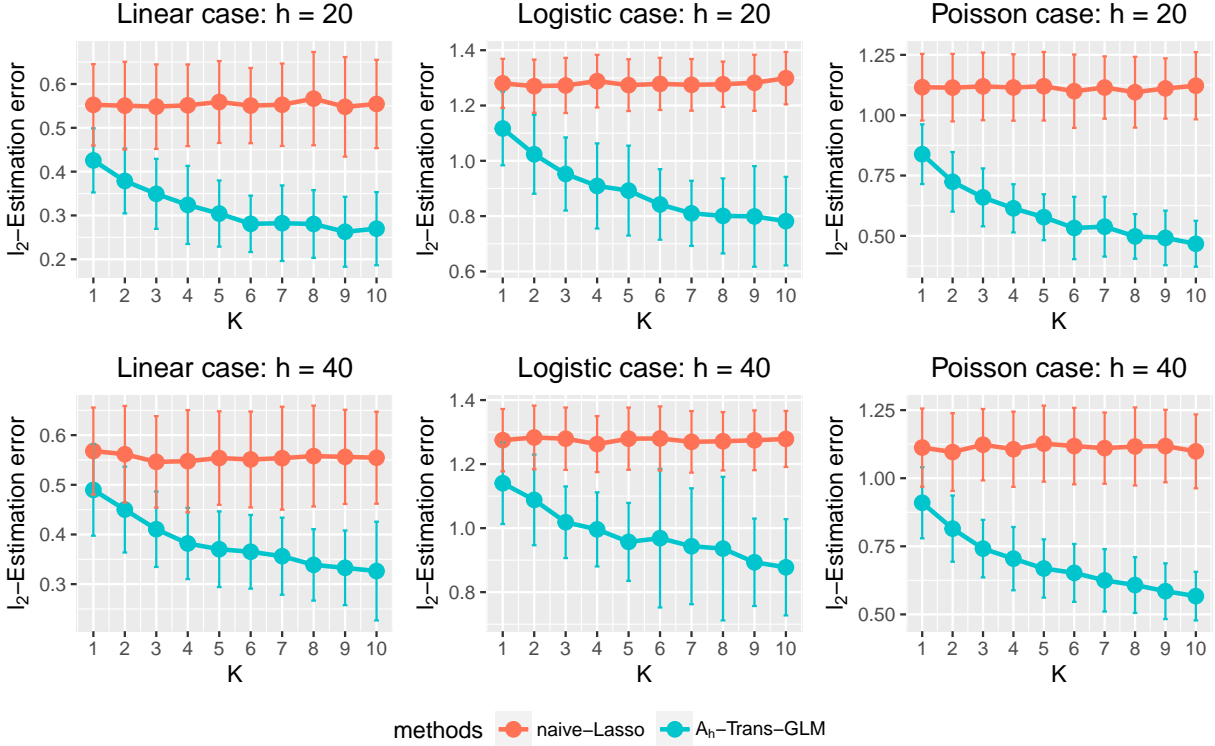 Linear case: h = 20
Logistic case: h = 20
Poisson case: h = 20
l₂−Estimation error
0.6
0.5
0.4
0.3
0.2
1 2 3 4 5 6 7 8 9 10
K
l₂−Estimation error
1.4
1.2
1.0
0.8
0.6
1 2 3 4 5 6 7 8 9 10
K
l₂−Estimation error
1.25
1.00
0.75
0.50
1 2 3 4 5 6 7 8 9 10
K
Linear case: h = 40
Logistic case: h = 40
Poisson case: h = 40
l₂−Estimation error
0.6
0.5
0.4
0.3
1 2 3 4 5 6 7 8 9 10
K
l₂−Estimation error
1.4
1.2
1.0
0.8
1 2 3 4 5 6 7 8 9 10
K
l₂−Estimation error
1.25
1.00
0.75
0.50
1 2 3 4 5 6 7 8 9 10
K
methods naive−Lasso Aₕ−Trans−GLM